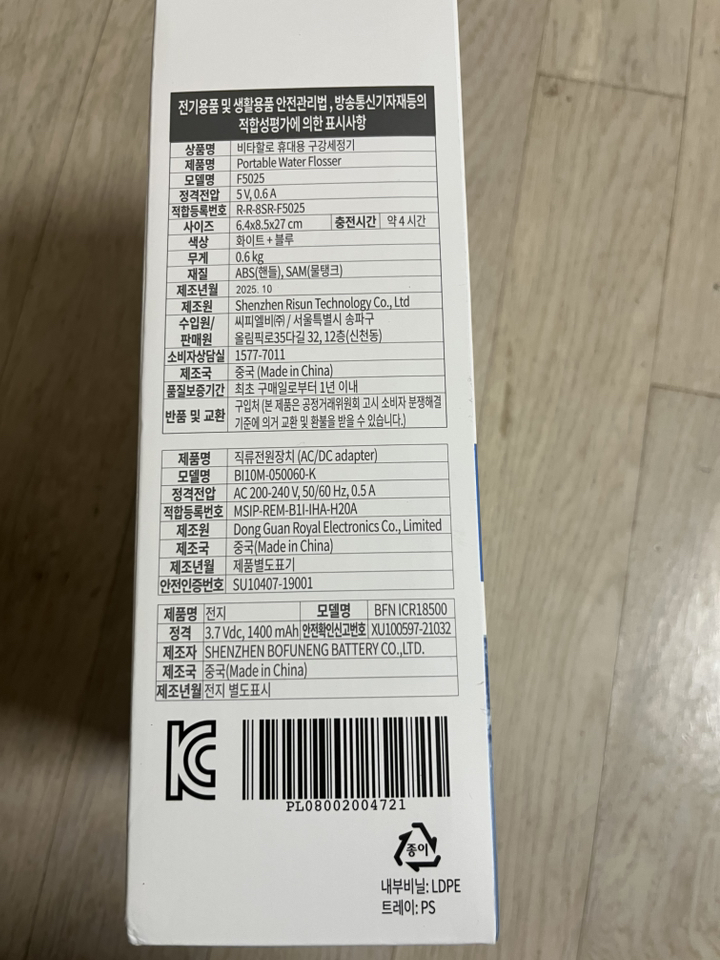 전기용품 및 생활용품 안전관리법 , 방송통신기자재등의
적합성평가에 의한 표시사항
상품명 비타할로 휴대용 구강세정기
제품명 Portable Water Flosser
모델명 F5025
정격전압 5 V, 0.6 A
적합등록번호 R-R-8SR-F5025
사이즈 6.4x8.5x27 cm 충전시간 약 4 시간
색상 화이트 + 블루
무게 0.6 kg
재질 ABS(핸들), SAM(물탱크)
제조년월 2025. 10
제조원 Shenzhen Risun Technology Co., Ltd
수입원/ 씨피엘비㈜ / 서울특별시 송파구
판매원 올림픽로35다길 32, 12층(신천동)
소비자상담실 1577-7011
제조국 중국 (Made in China)
품질보증기간 최초 구매일로부터 1년 이내
반품 및 교환 구입처 (본 제품은 공정거래위원회 고시 소비자 분쟁해결
기준에 의거 교환 및 환불을 받을 수 있습니다.)
제품명 직류전원장치 (AC/DC adapter)
모델명 BI10M-050060-K
정격전압 AC 200-240 V, 50/60 Hz, 0.5 A
적합등록번호 MSIP-REM-B1I-IHA-H20A
제조원 Dong Guan Royal Electronics Co., Limited
제조국 중국(Made in China)
제조년월 제품별도표기
안전인증번호 SU10407-19001
제품명 전지 모델명 BFN ICR18500
정격 3.7 Vdc, 1400 mAh 안전확인신고번호 XU100597-21032
제조자 SHENZHEN BOFUNENG BATTERY CO.,LTD.
제조국 중국(Made in China)
제조년월 전지 별도표시
KC
PL08002004721
종이
내부비닐: LDPE
트레이: PS